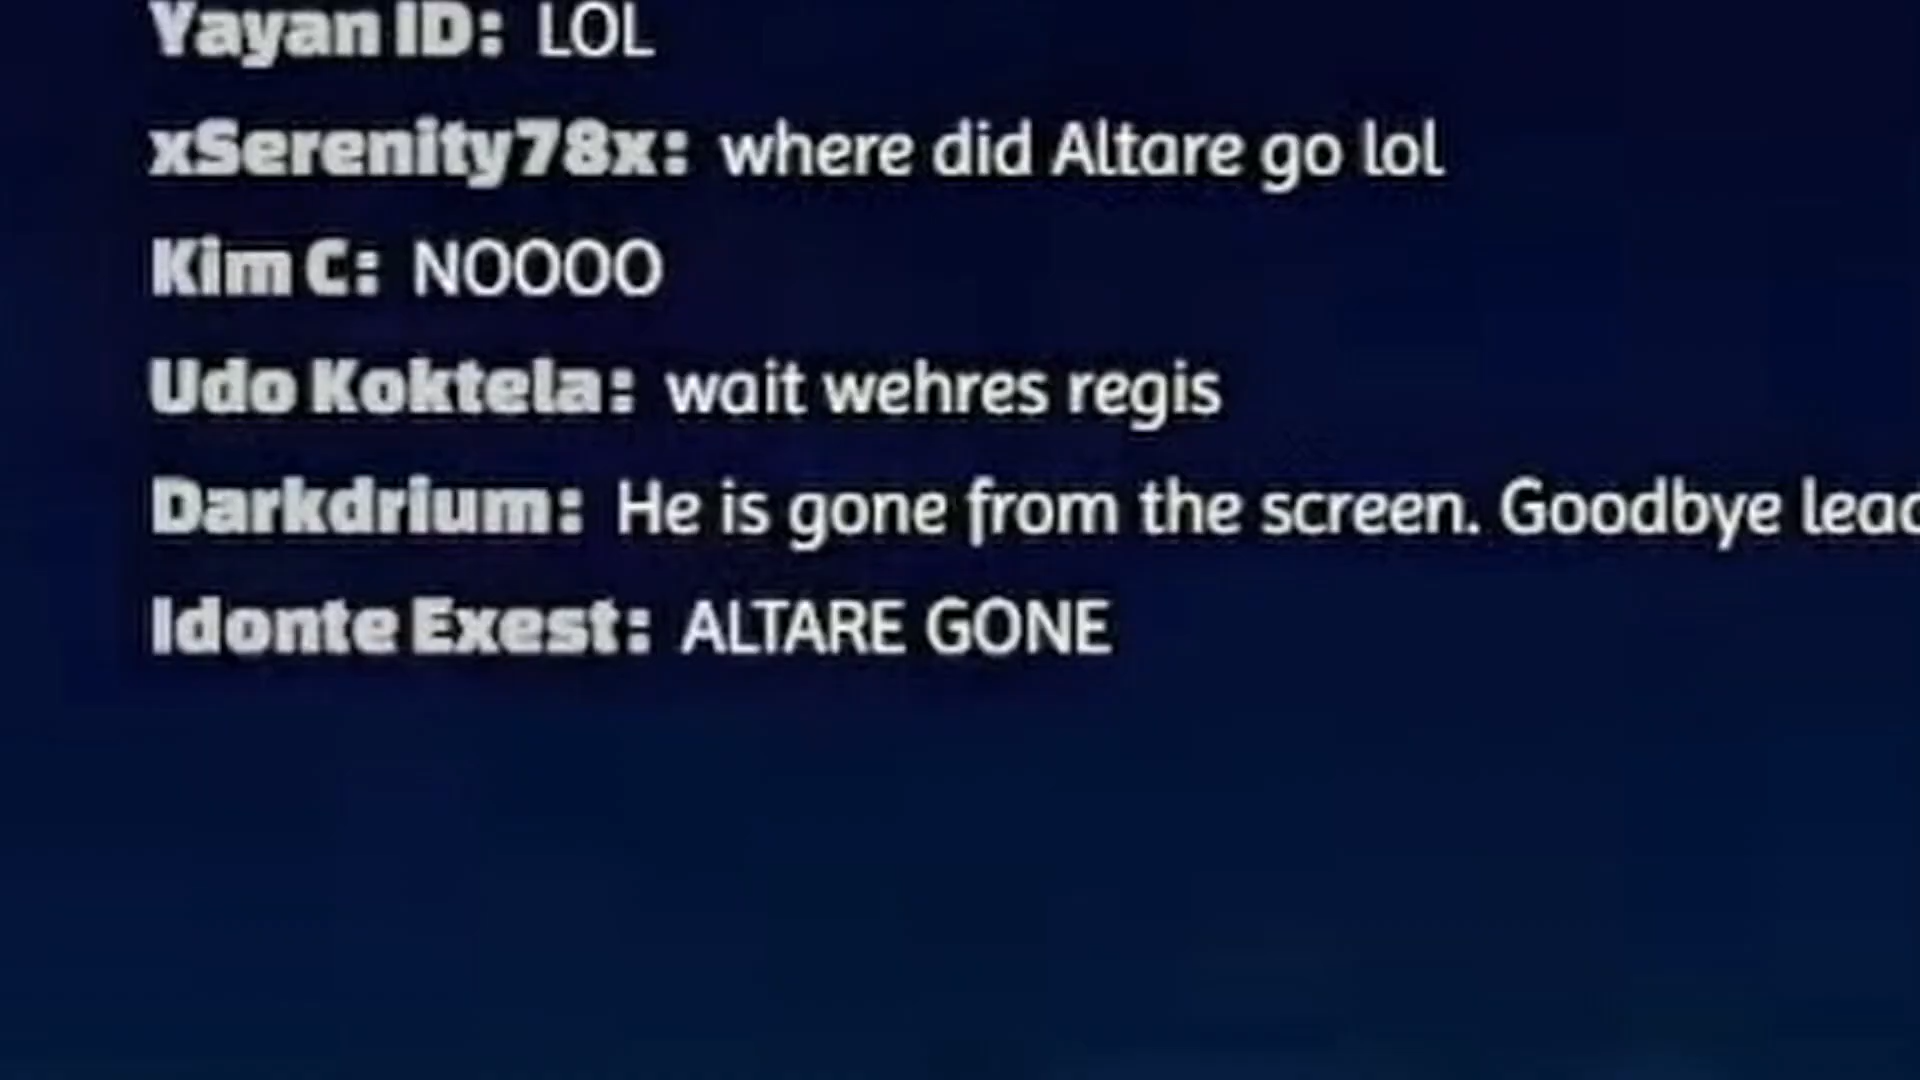 Yayan ID: LOL
xSerenity78x: where did Altare go lol
Kim C: NOOOO
Udo Koktela: wait wehres regis
Darkdrium: He is gone from the screen. Goodbye
Idonte Exest: ALTARE GONE